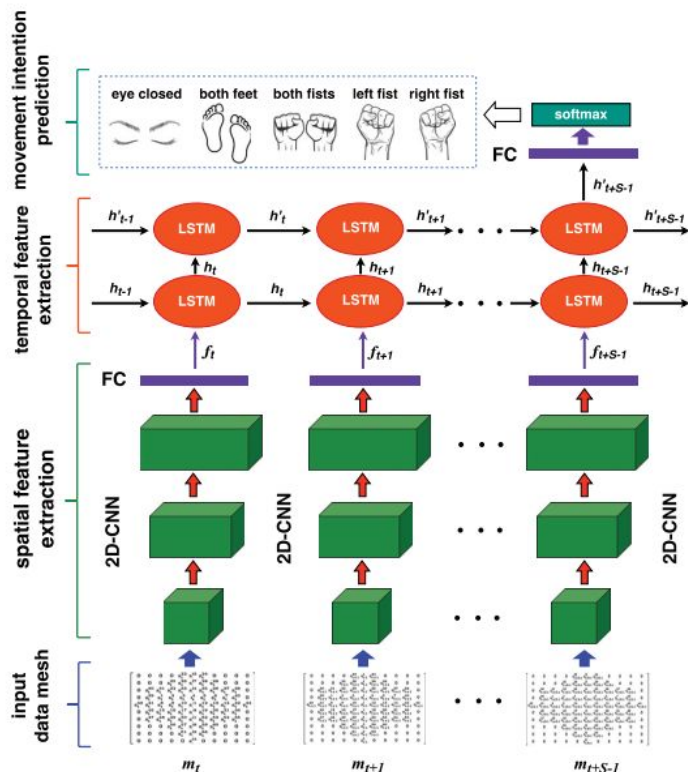 movement intention
prediction
eye closed both feet both fists left fist right fist
softmax
FC
h't+S-1
temporal feature
extraction
h't-1 LSTM h't LSTM h't+1 . . . LSTM h't+S-1
ht ht+1 ht+S-1
ht-1 LSTM ht LSTM ht+1 . . . LSTM ht+S-1
ft ft+1 ft+S-1
FC
spatial feature
extraction
2D-CNN 2D-CNN 2D-CNN
. . .
. . .
. . .
input
data mesh
. . .
mt mt+1 mt+S-1